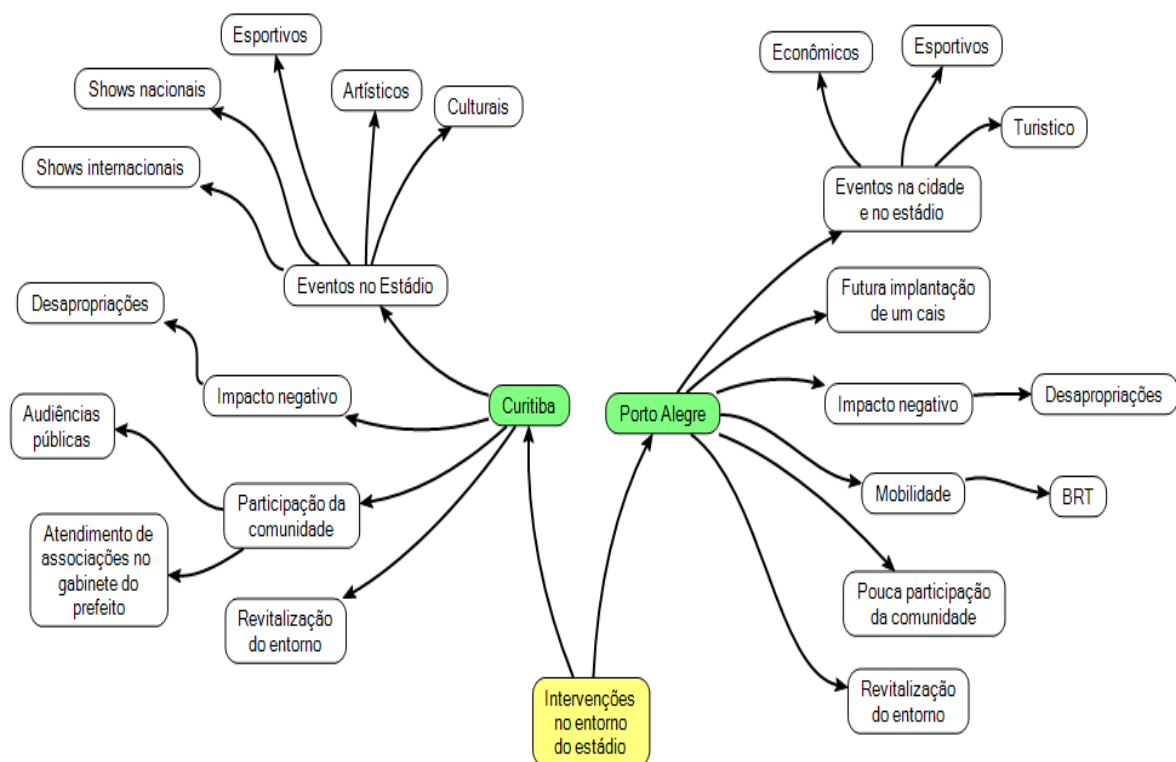 Esportivos
Shows nacionais
Artísticos
Culturais
Shows internacionais
Eventos no Estádio
Desapropriações
Impacto negativo
Curitiba
Audiências
públicas
Participação da
comunidade
Atendimento de
associações no
gabinete do
prefeito
Revitalização
do entorno
Intervenções
no entorno
do estádio
Econômicos
Esportivos
Turistico
Eventos na cidade
e no estádio
Futura implantação
de um cais
Porto Alegre
Impacto negativo
Desapropriações
Mobilidade
BRT
Pouca participação
da comunidade
Revitalização
do entorno